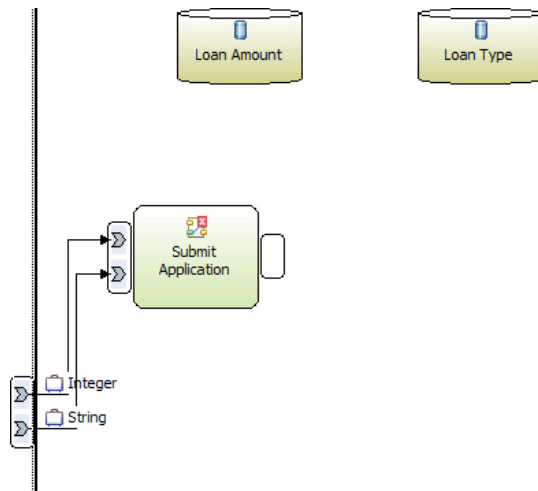 Loan Amount
Loan Type
Submit
Application
Integer
String